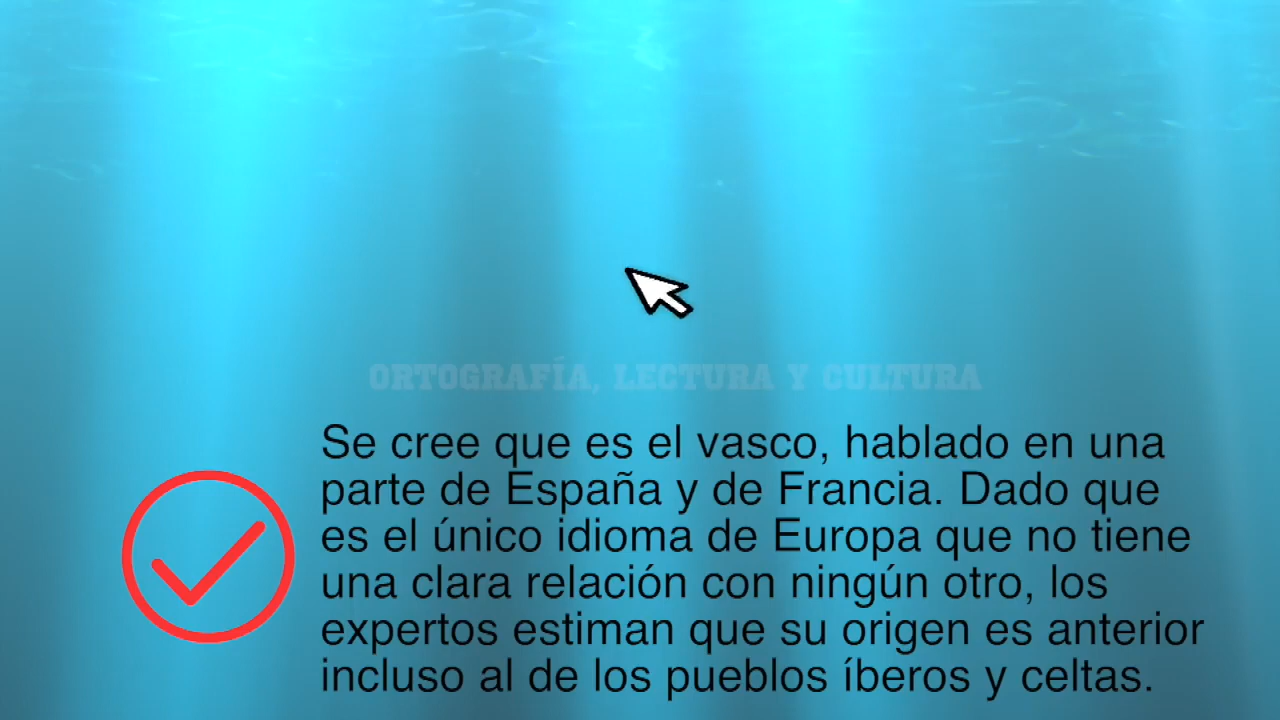 ORTOGRAFÍA, LECTURA Y CULTURA
Se cree que es el vasco, hablado en una
parte de España y de Francia. Dado que
es el único idioma de Europa que no tiene
una clara relación con ningún otro, los
expertos estiman que su origen es anterior
incluso al de los pueblos íberos y celtas.